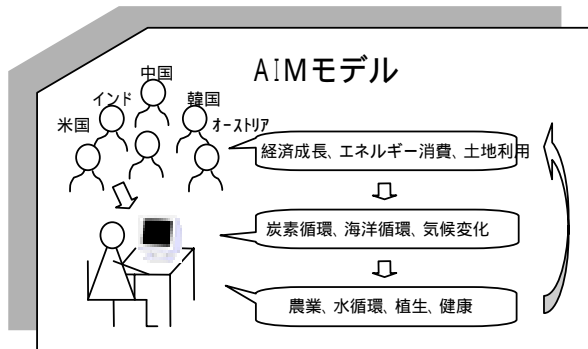 AIMモデル
中国
インド
韓国
米国
オーストリア
経済成長、エネルギー消費、土地利用
炭素循環、海洋循環、気候変化
農業、水循環、植生、健康